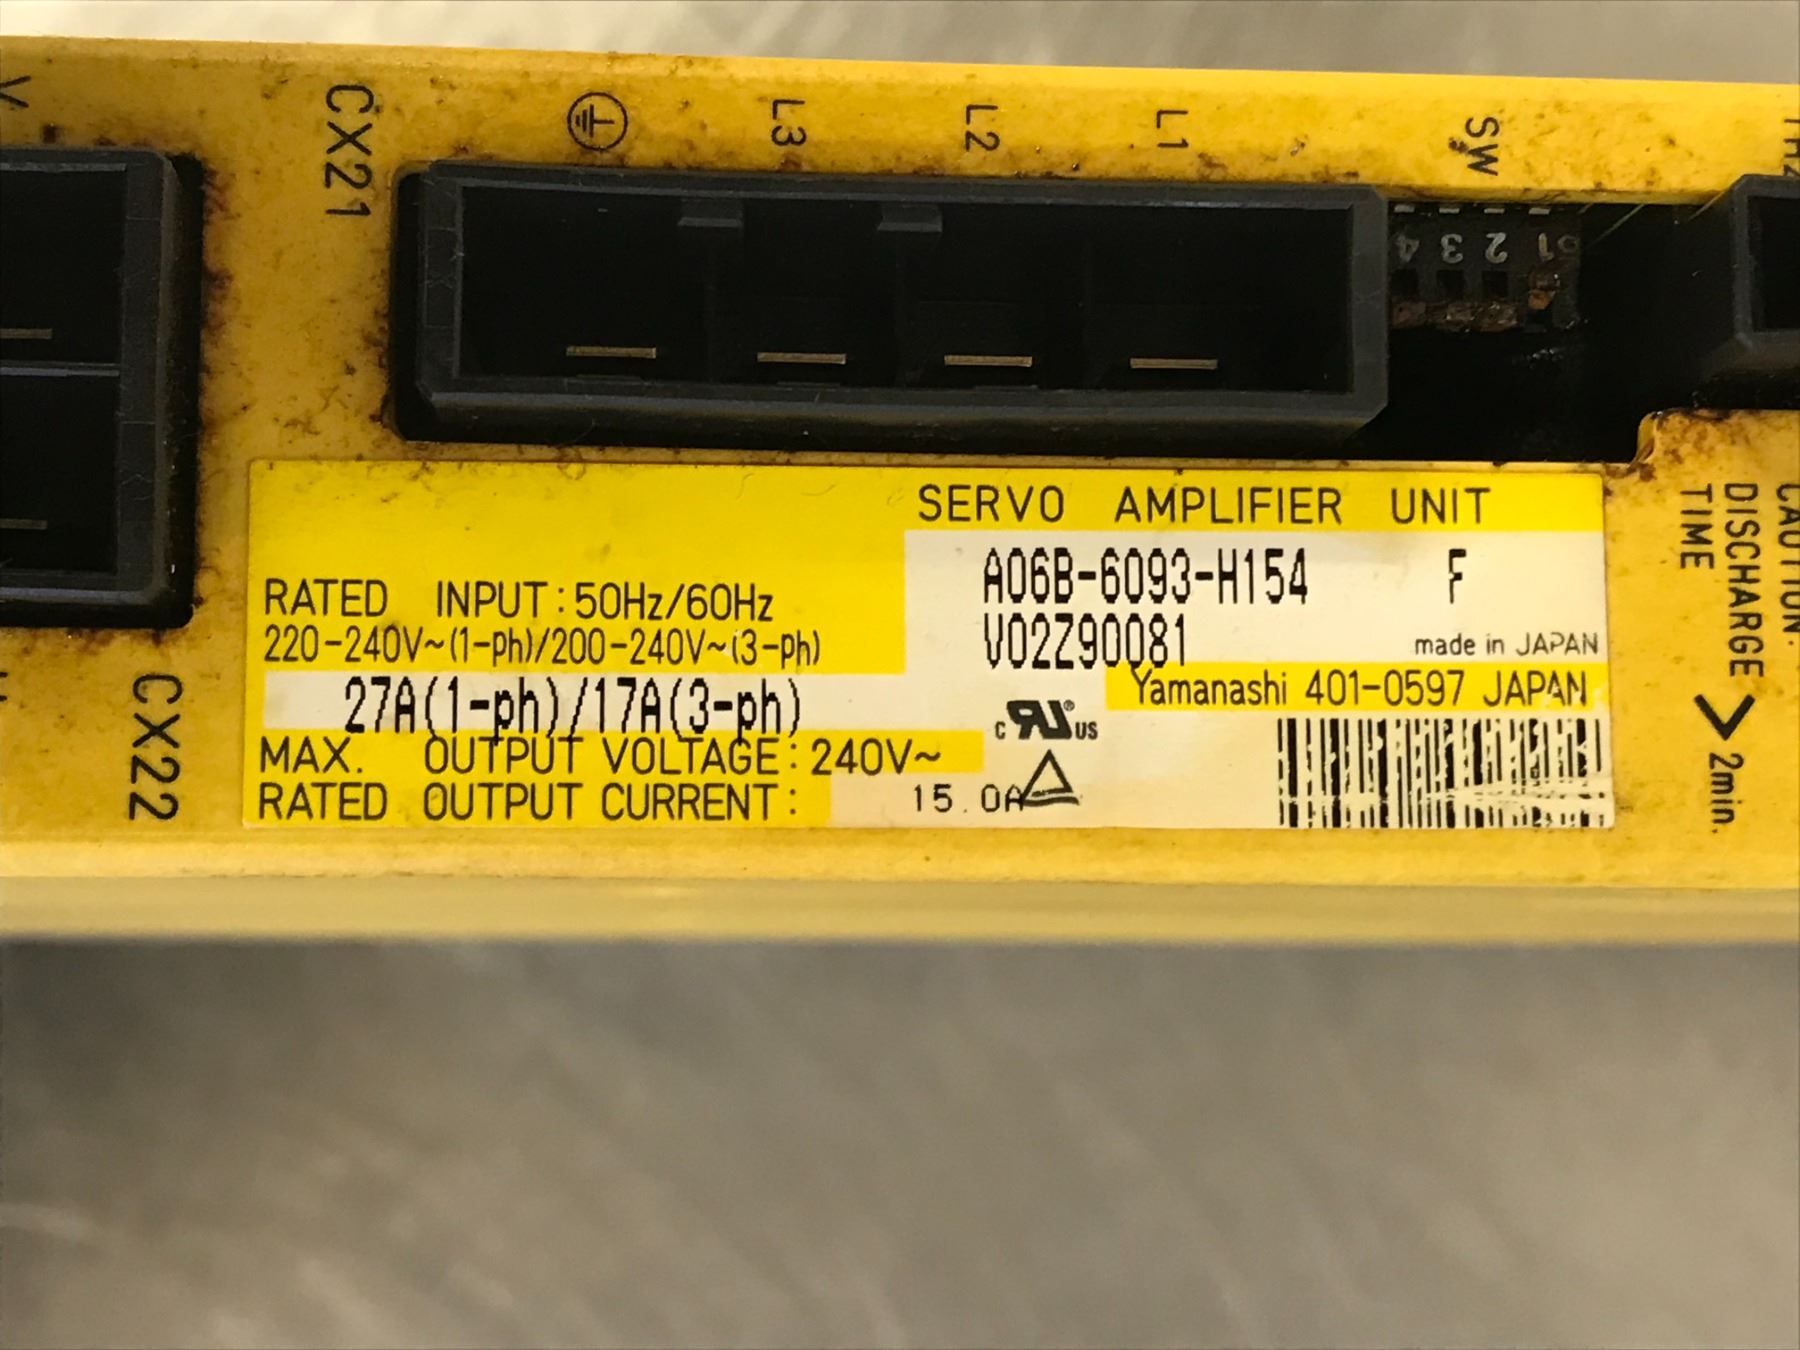 CX21
L3
L2
L1
SW
4 3 2 1
SERVO AMPLIFIER UNIT
A06B-6093-H154 F
V02Z90081
made in JAPAN
Yamanashi 401-0597 JAPAN
RATED INPUT:50Hz/60Hz
220-240V~(1-ph)/200-240V~(3-ph)
27A(1-ph)/17A(3-ph)
MAX. OUTPUT VOLTAGE:240V~
RATED OUTPUT CURRENT: 15.0A
c RU ® US
CX22
CAUTION:
DISCHARGE
TIME
> 2min.